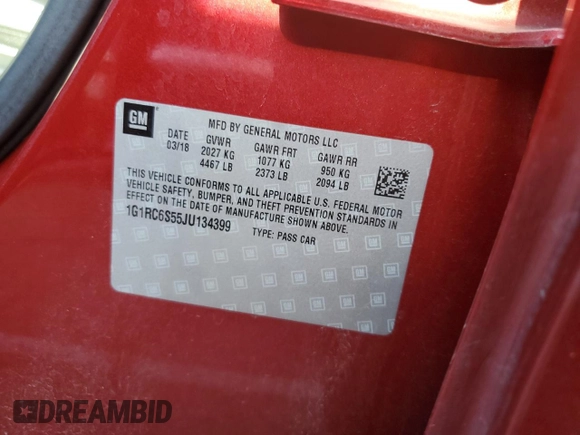 GM
MFD BY GENERAL MOTORS LLC
DATE GVWR GAWR FRT GAWR RR
03/18 2027 KG 1077 KG 950 KG
4467 LB 2373 LB 2094 LB
THIS VEHICLE CONFORMS TO ALL APPLICABLE U.S. FEDERAL MOTOR
VEHICLE SAFETY, BUMPER, AND THEFT PREVENTION STANDARDS IN
EFFECT ON THE DATE OF MANUFACTURE SHOWN ABOVE.
1G1RC6S55JU134399 TYPE: PASS CAR
DREAMBID